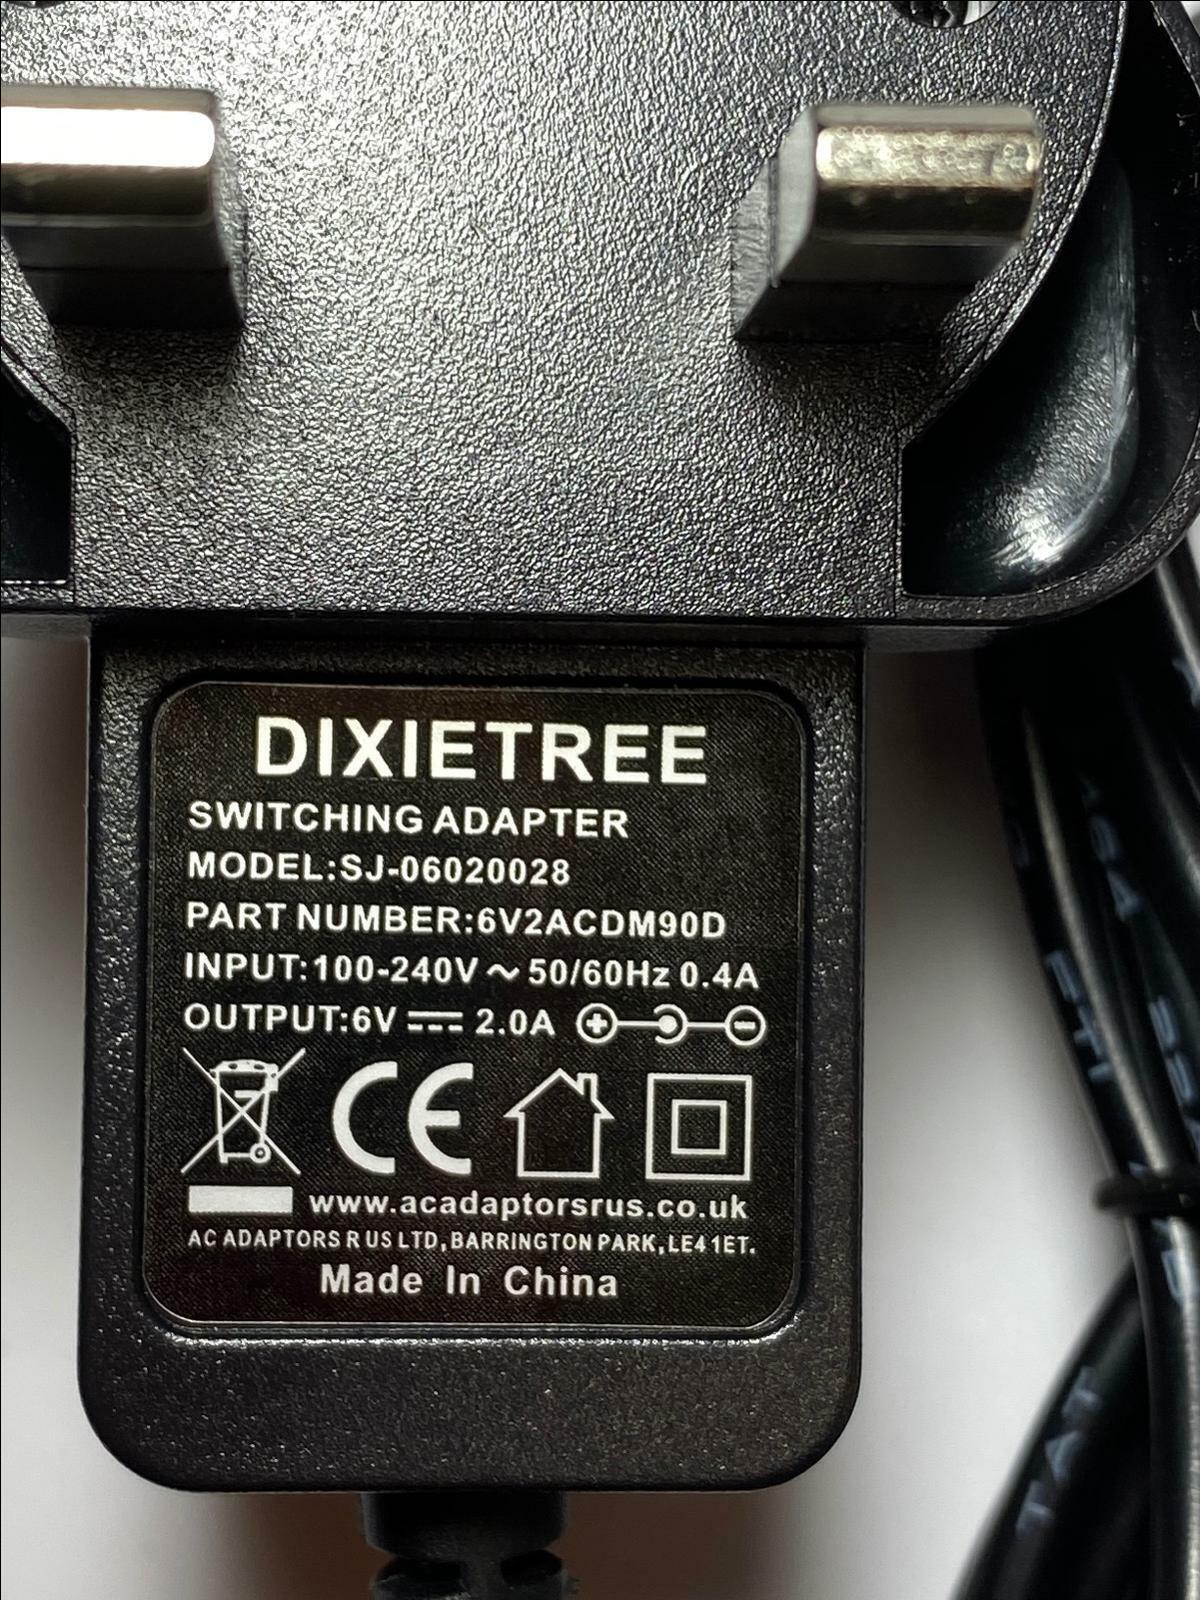 DIXIETREE
SWITCHING ADAPTER
MODEL:SJ-06020028
PART NUMBER:6V2ACDM90D
INPUT:100-240V ~ 50/60Hz 0.4A
OUTPUT:6V ⎓ 2.0A
CE
www.acadaptorsrus.co.uk
AC ADAPTORS R US LTD, BARRINGTON PARK, LE4 1ET.
Made In China